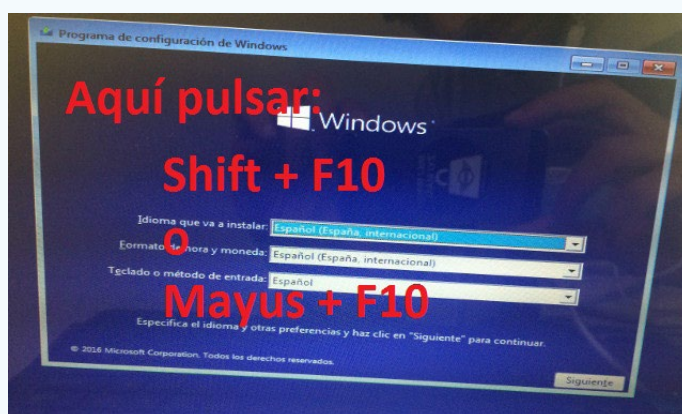 Programa de configuración de Windows
Aquí pulsar:
Windows
Shift + F10
Idioma que va a instalar: Español (España, internacional)
o
Formato de hora y moneda: Español (España, internacional)
Teclado o método de entrada: Español
Mayus + F10
Especifica el idioma y otras preferencias y haz clic en "Siguiente" para continuar.
© 2016 Microsoft Corporation. Todos los derechos reservados.
Siguiente